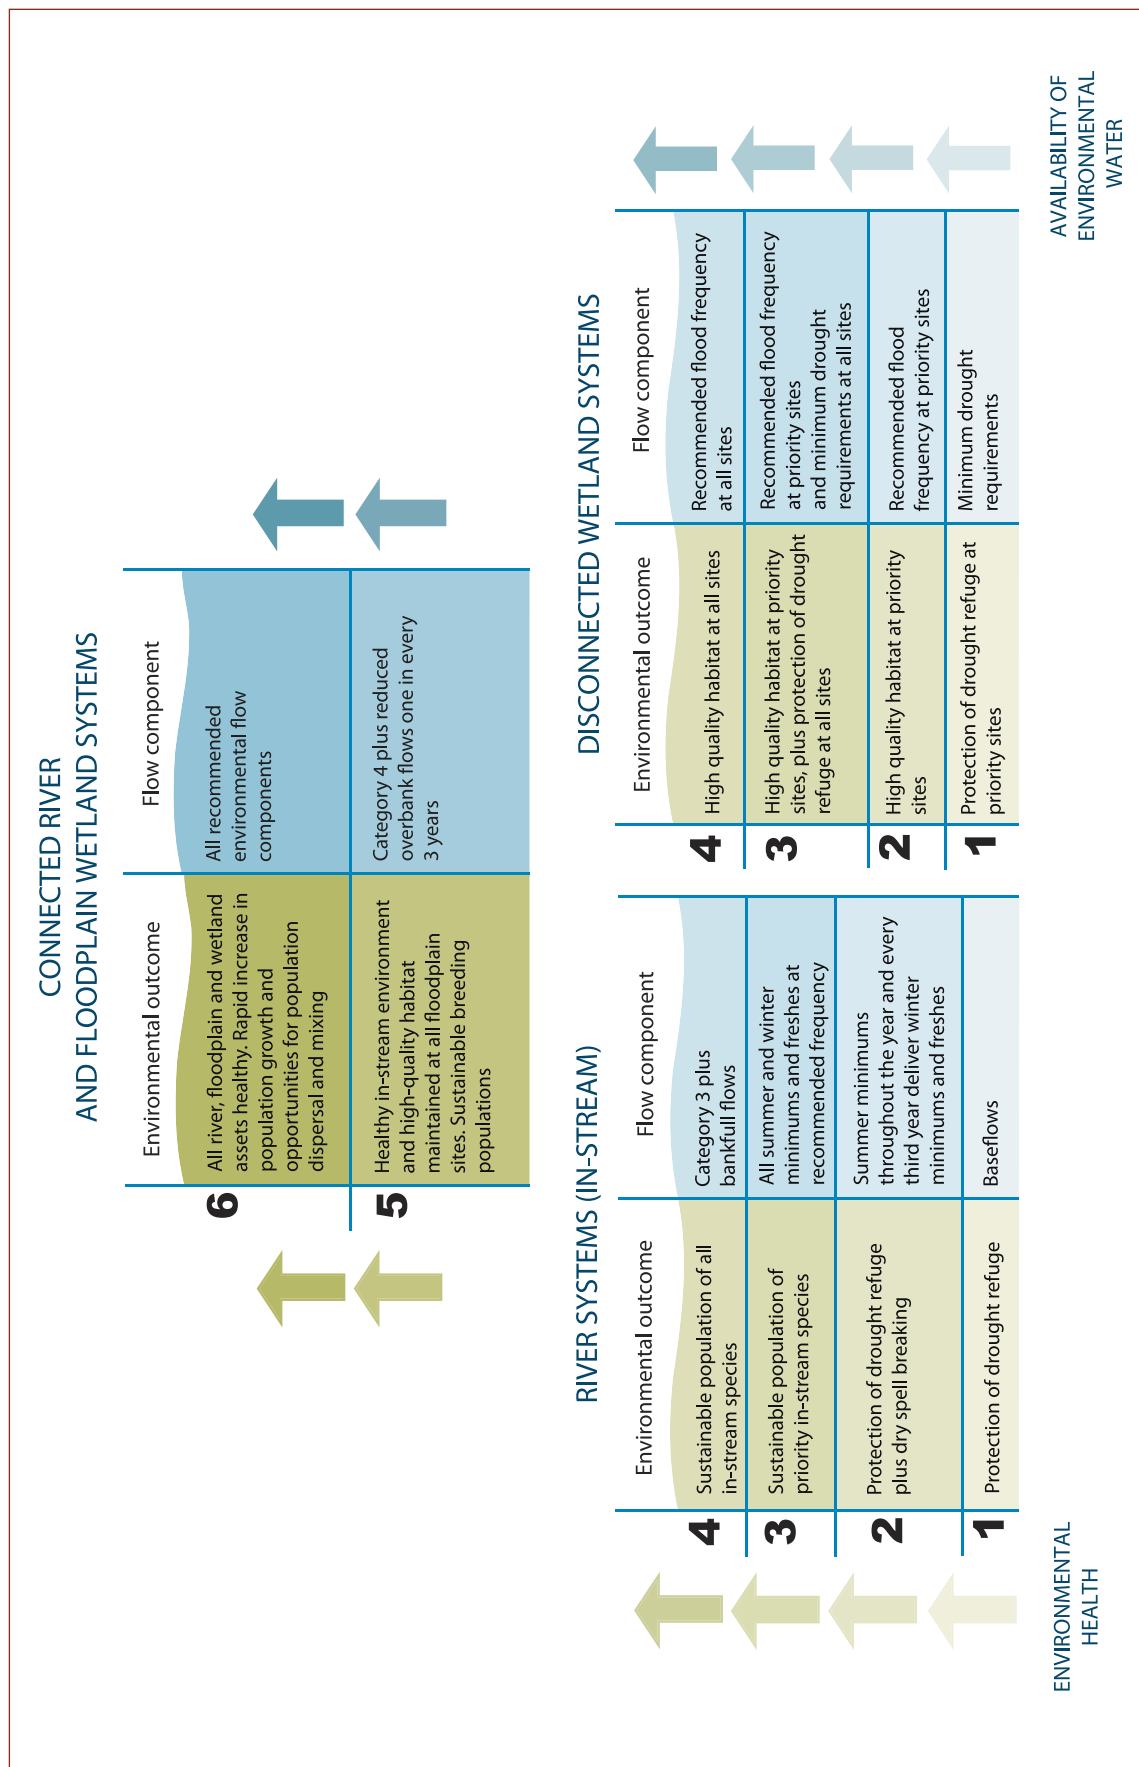 CONNECTED RIVER
AND FLOODPLAIN WETLAND SYSTEMS
Environmental outcome
Flow component
6
All river, floodplain and wetland
assets healthy. Rapid increase in
population growth and
opportunities for population
dispersal and mixing
All recommended
environmental flow
components
5
Healthy in-stream environment
and high-quality habitat
maintained at all floodplain
sites. Sustainable breeding
populations
Category 4 plus reduced
overbank flows one in every
3 years
RIVER SYSTEMS (IN-STREAM)
Environmental outcome
Flow component
4
Sustainable population of all
in-stream species
Category 3 plus
bankfull flows
3
Sustainable population of
priority in-stream species
All summer and winter
minimums and freshes at
recommended frequency
2
Protection of drought refuge
plus dry spell breaking
Summer minimums
throughout the year and every
third year deliver winter
minimums and freshes
1
Protection of drought refuge
Baseflows
DISCONNECTED WETLAND SYSTEMS
Environmental outcome
Flow component
4
High quality habitat at all sites
Recommended flood frequency
at all sites
3
High quality habitat at priority
sites, plus protection of drought
refuge at all sites
Recommended flood frequency
at priority sites
and minimum drought
requirements at all sites
2
High quality habitat at priority
sites
Recommended flood
frequency at priority sites
1
Protection of drought refuge at
priority sites
Minimum drought
requirements
ENVIRONMENTAL
HEALTH
AVAILABILITY OF
ENVIRONMENTAL
WATER